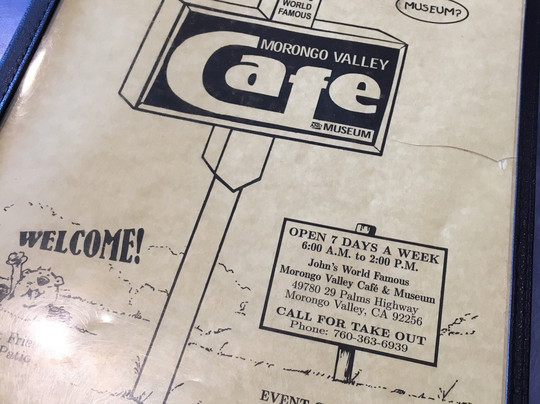 WORLD
FAMOUS
MUSEUM?
MORONGO VALLEY
Cafe
AND MUSEUM
WELCOME!
OPEN 7 DAYS A WEEK
6:00 A.M. to 2:00 P.M.
John's World Famous
Morongo Valley Café & Museum
49780 29 Palms Highway
Morongo Valley, CA 92256
CALL FOR TAKE OUT
Phone: 760-363-6939
EVENT